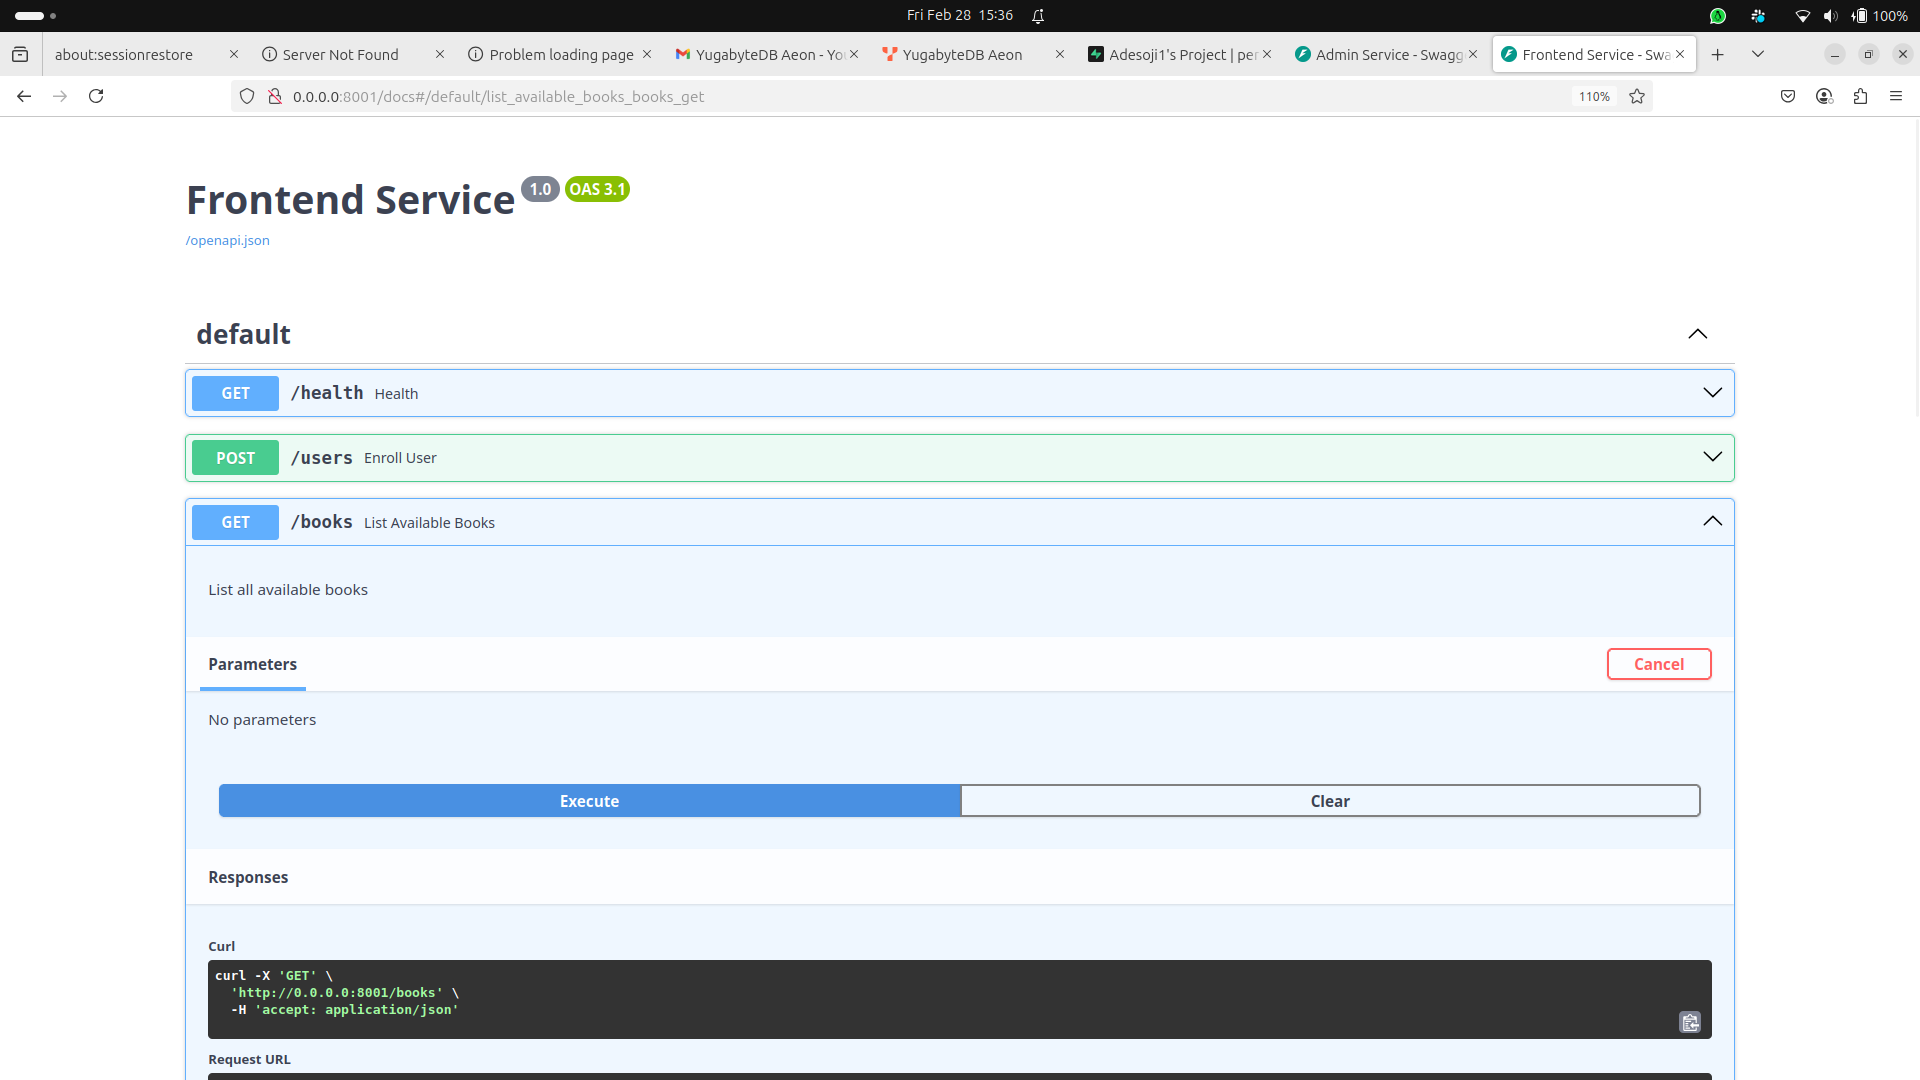 Fri Feb 28 15:36
100%
about:sessionrestore
Server Not Found
Problem loading page
YugabyteDB Aeon - Yo
YugabyteDB Aeon
Adesoji1's Project | per
Admin Service - Swagg
Frontend Service - Swa
0.0.0.0:8001/docs#/default/list_available_books_books_get
110%
Frontend Service 1.0 OAS 3.1
/openapi.json
default
GET /health Health
POST /users Enroll User
GET /books List Available Books
List all available books
Parameters
Cancel
No parameters
Execute
Clear
Responses
Curl
curl -X 'GET' \
'http://0.0.0.0:8001/books' \
-H 'accept: application/json'
Request URL